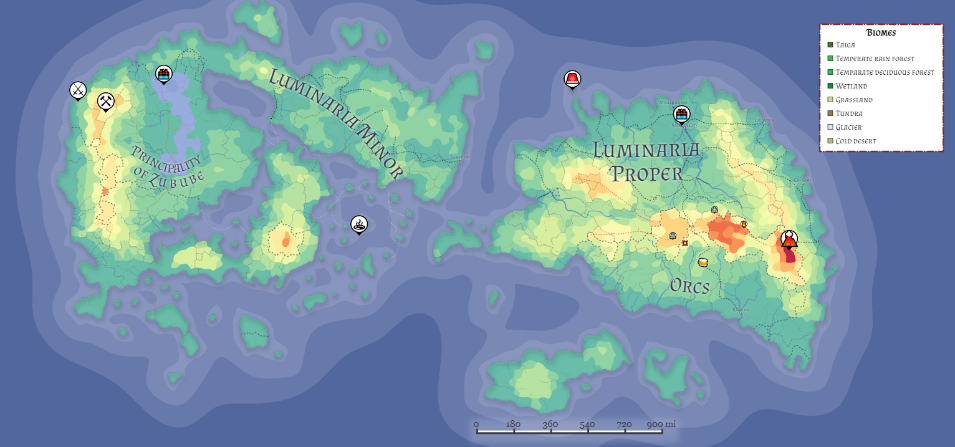 Luminaria Minor
Principality
of Zubube
Luminaria
Proper
Orcs
Biomes
Taiga
Temperate rain forest
Temparate deciduous forest
Wetland
Grassland
Tundra
Glacier
Cold desert
0 180 360 540 720 900 mi